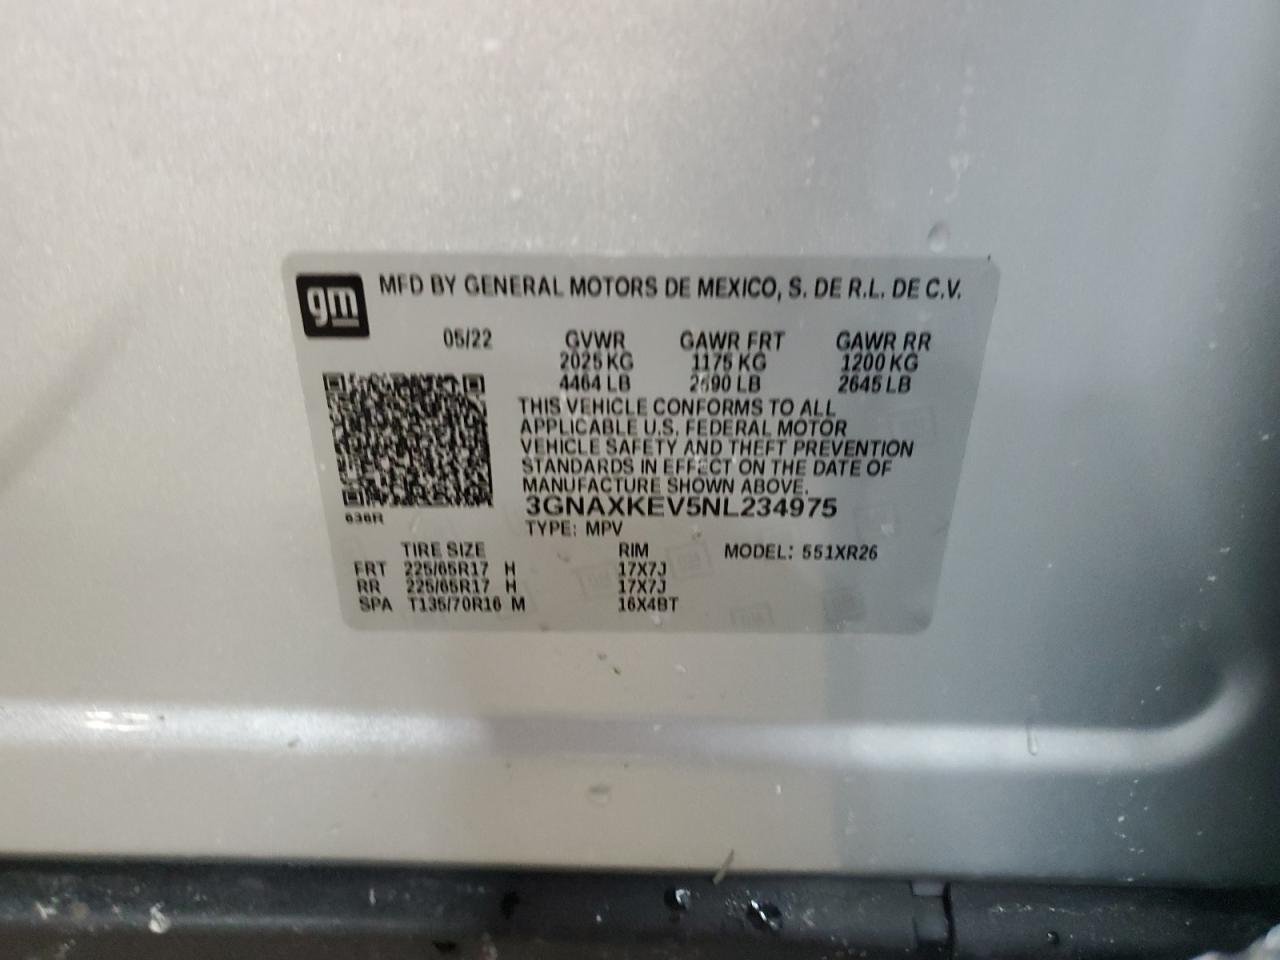 gm
MFD BY GENERAL MOTORS DE MEXICO, S. DE R.L. DE C.V.
05/22 GVWR GAWR FRT GAWR RR
2025 KG 1175 KG 1200 KG
4464 LB 2590 LB 2645 LB
THIS VEHICLE CONFORMS TO ALL
APPLICABLE U.S. FEDERAL MOTOR
VEHICLE SAFETY AND THEFT PREVENTION
STANDARDS IN EFFECT ON THE DATE OF
MANUFACTURE SHOWN ABOVE.
3GNAXKEV5NL234975
TYPE: MPV
TIRE SIZE RIM MODEL: 551XR26
FRT 225/65R17 H 17X7J
RR 225/65R17 H 17X7J
SPA T135/70R16 M 16X4BT